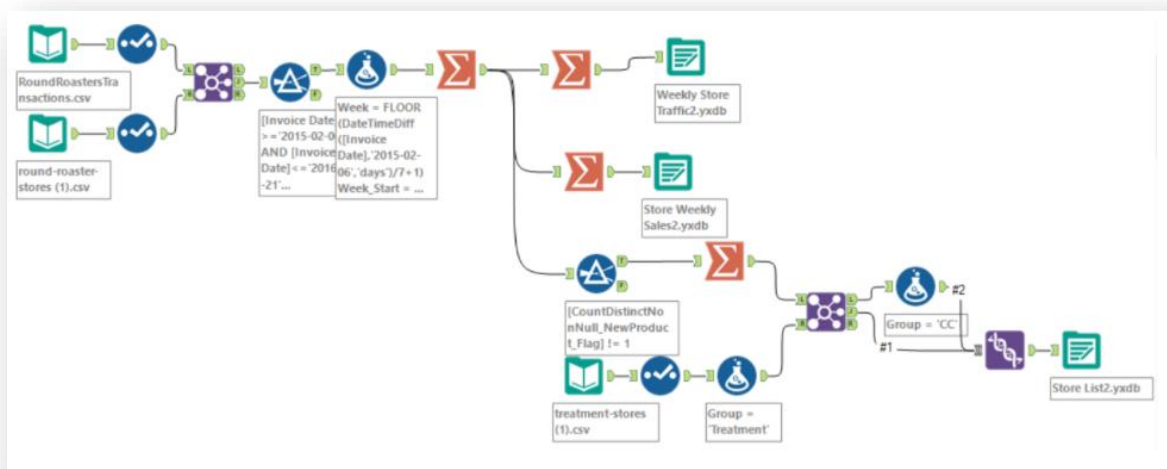 RoundRoastersTra
nsactions.csv
round-roaster-
stores (1).csv
[Invoice Date
>='2015-02-0
AND [Invoice
Date]<='2016
-21'...
Week = FLOOR
(DateTimeDiff
([Invoice
Date],'2015-02-
06','days')/7+1)
Week_Start = ...
Weekly Store
Traffic2.yxdb
Store Weekly
Sales2.yxdb
[CountDistinctNo
nNull_NewProduc
t_Flag] != 1
treatment-stores
(1).csv
Group =
'Treatment'
L
R
L
J
R
T
F
T
F
L
R
L
J
R
#2
Group = 'CC'
#1
Store List2.yxdb